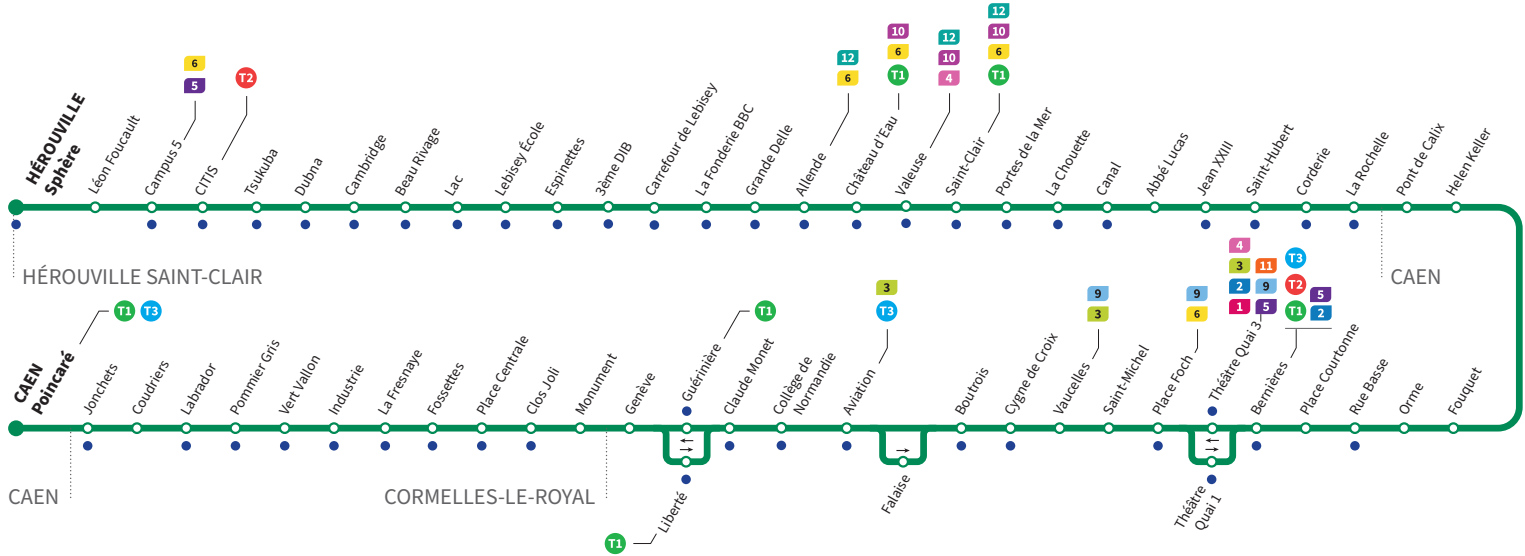 12
10
6
T1
12
10
6
T1
12
10
4
12
6
6
5
T2
HÉROUVILLE
Sphère
Léon Foucault
Campus 5
CITIS
Tsukuba
Dubna
Cambridge
Beau Rivage
Lac
Lebisey École
Espinettes
3ème DIB
Carrefour de Lebisey
La Fonderie BBC
Grande Delle
Allende
Château d'Eau
Valeuse
Saint-Clair
Portes de la Mer
La Chouette
Canal
Abbé Lucas
Jean XXIII
Saint-Hubert
Corderie
La Rochelle
Pont de Calix
Helen Keller
HÉROUVILLE SAINT-CLAIR
CAEN
T1 T3
T1
3
T3
9
3
9
6
4
3 11
2 9
1 5
T3
T2
T1
5
2
CAEN
Poincaré
Jonchets
Coudriers
Labrador
Pommier Gris
Vert Vallon
Industrie
La Fresnaye
Fossettes
Place Centrale
Clos Joli
Monument
Genève
Guérinière
Claude Monet
Collège de
Normandie
Aviation
Boutrois
Cygne de Croix
Vaucelles
Saint-Michel
Place Foch
Théâtre Quai 3
Bernières
Place Courtonne
Rue Basse
Orme
Fouquet
CAEN
CORMELLES-LE-ROYAL
Liberté
T1
Falaise
Théâtre
Quai 1